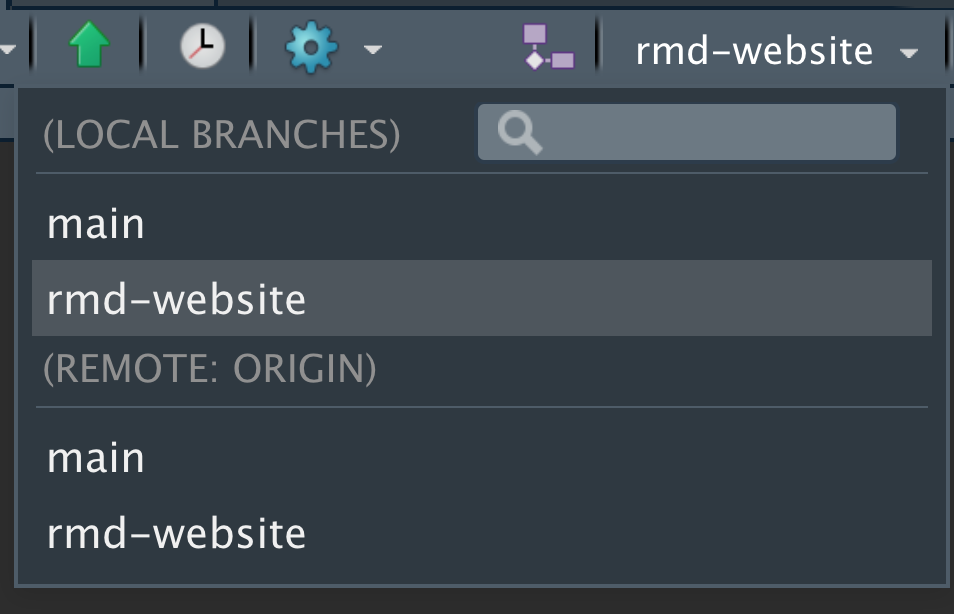 rmd-website
(LOCAL BRANCHES)
main
rmd-website
(REMOTE: ORIGIN)
main
rmd-website